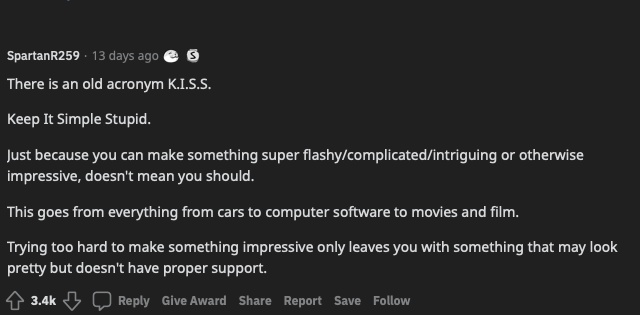 SpartanR259 · 13 days ago
There is an old acronym K.I.S.S.
Keep It Simple Stupid.
Just because you can make something super flashy/complicated/intriguing or otherwise
impressive, doesn't mean you should.
This goes from everything from cars to computer software to movies and film.
Trying too hard to make something impressive only leaves you with something that may look
pretty but doesn't have proper support.
3.4k Reply Give Award Share Report Save Follow